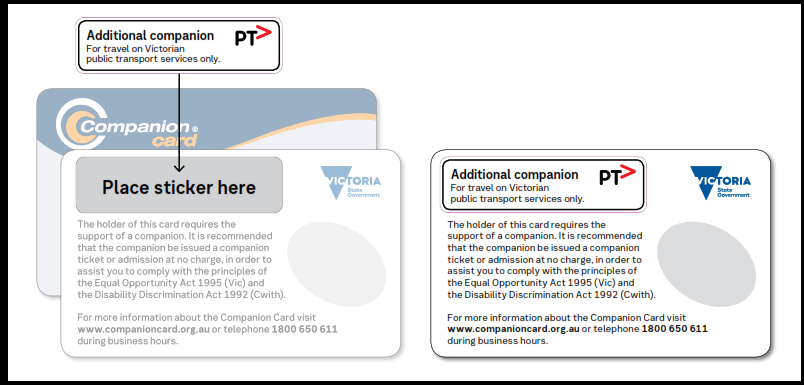 Additional companion
For travel on Victorian
public transport services only.
PT>
Companion®
card
Place sticker here
VICTORIA
State
Government
The holder of this card requires the
support of a companion. It is recommended
that the companion be issued a companion
ticket or admission at no charge, in order to
assist you to comply with the principles of
the Equal Opportunity Act 1995 (Vic) and
the Disability Discrimination Act 1992 (Cwith).
For more information about the Companion Card visit
www.companioncard.org.au or telephone 1800 650 611
during business hours.
Additional companion
For travel on Victorian
public transport services only.
PT>
VICTORIA
State
Government
The holder of this card requires the
support of a companion. It is recommended
that the companion be issued a companion
ticket or admission at no charge, in order to
assist you to comply with the principles of
the Equal Opportunity Act 1995 (Vic) and
the Disability Discrimination Act 1992 (Cwith).
For more information about the Companion Card visit
www.companioncard.org.au or telephone 1800 650 611
during business hours.